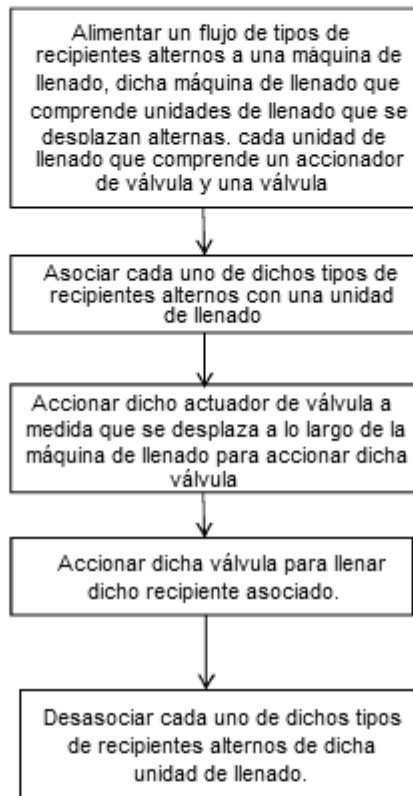 Alimentar un flujo de tipos de
recipientes alternos a una máquina de
llenado, dicha máquina de llenado que
comprende unidades de llenado que se
desplazan alternas, cada unidad de
llenado que comprende un accionador
de válvula y una válvula
Asociar cada uno de dichos tipos de
recipientes alternos con una unidad
de llenado
Accionar dicho actuador de válvula a
medida que se desplaza a lo largo de la
máquina de llenado para accionar dicha
válvula
Accionar dicha válvula para llenar
dicho recipiente asociado.
Desasociar cada uno de dichos tipos
de recipientes alternos de dicha
unidad de llenado.